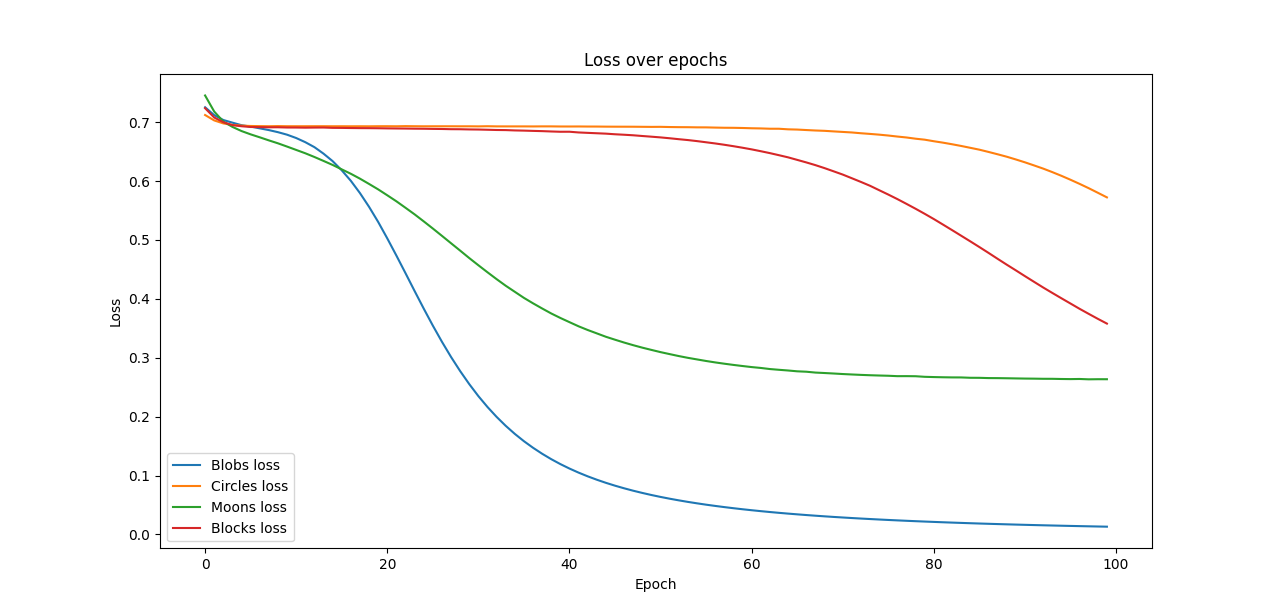 Loss over epochs
Loss
0.7
0.6
0.5
0.4
0.3
0.2
0.1
0.0
Blobs loss
Circles loss
Moons loss
Blocks loss
0 20 40 60 80 100
Epoch